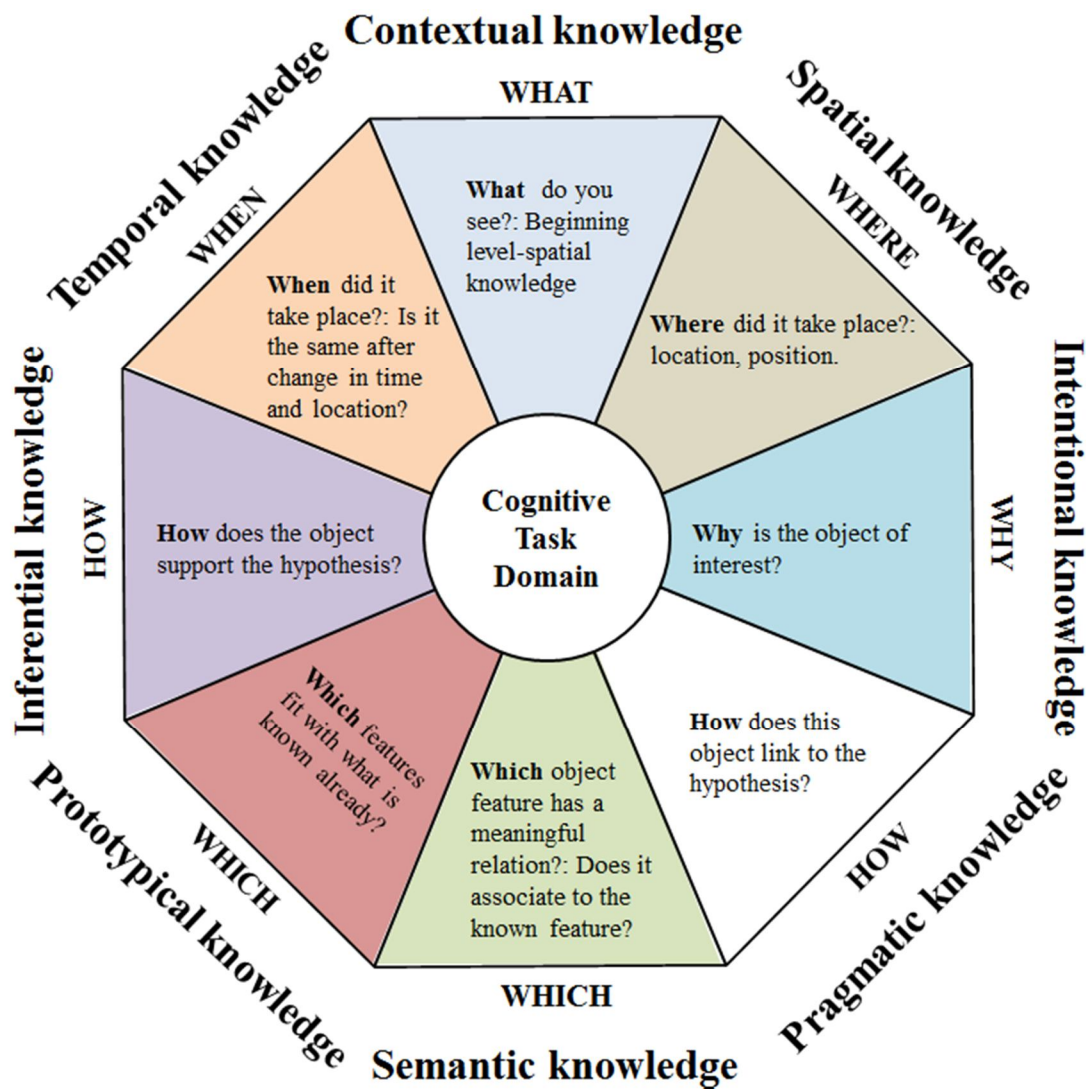 Contextual knowledge
WHAT
What do you
see?: Beginning
level-spatial
knowledge
Spatial knowledge
WHERE
Where did it take place?:
location, position.
Intentional knowledge
WHY
Why is the object of
interest?
Pragmatic knowledge
HOW
How does this
object link to the
hypothesis?
Semantic knowledge
WHICH
Which object
feature has a
meaningful
relation?: Does it
associate to the
known feature?
Prototypical knowledge
WHICH
Which features
fit with what is
known already?
Inferential knowledge
HOW
How does the object
support the hypothesis?
Temporal knowledge
WHEN
When did it
take place?: Is it
the same after
change in time
and location?
Cognitive
Task
Domain